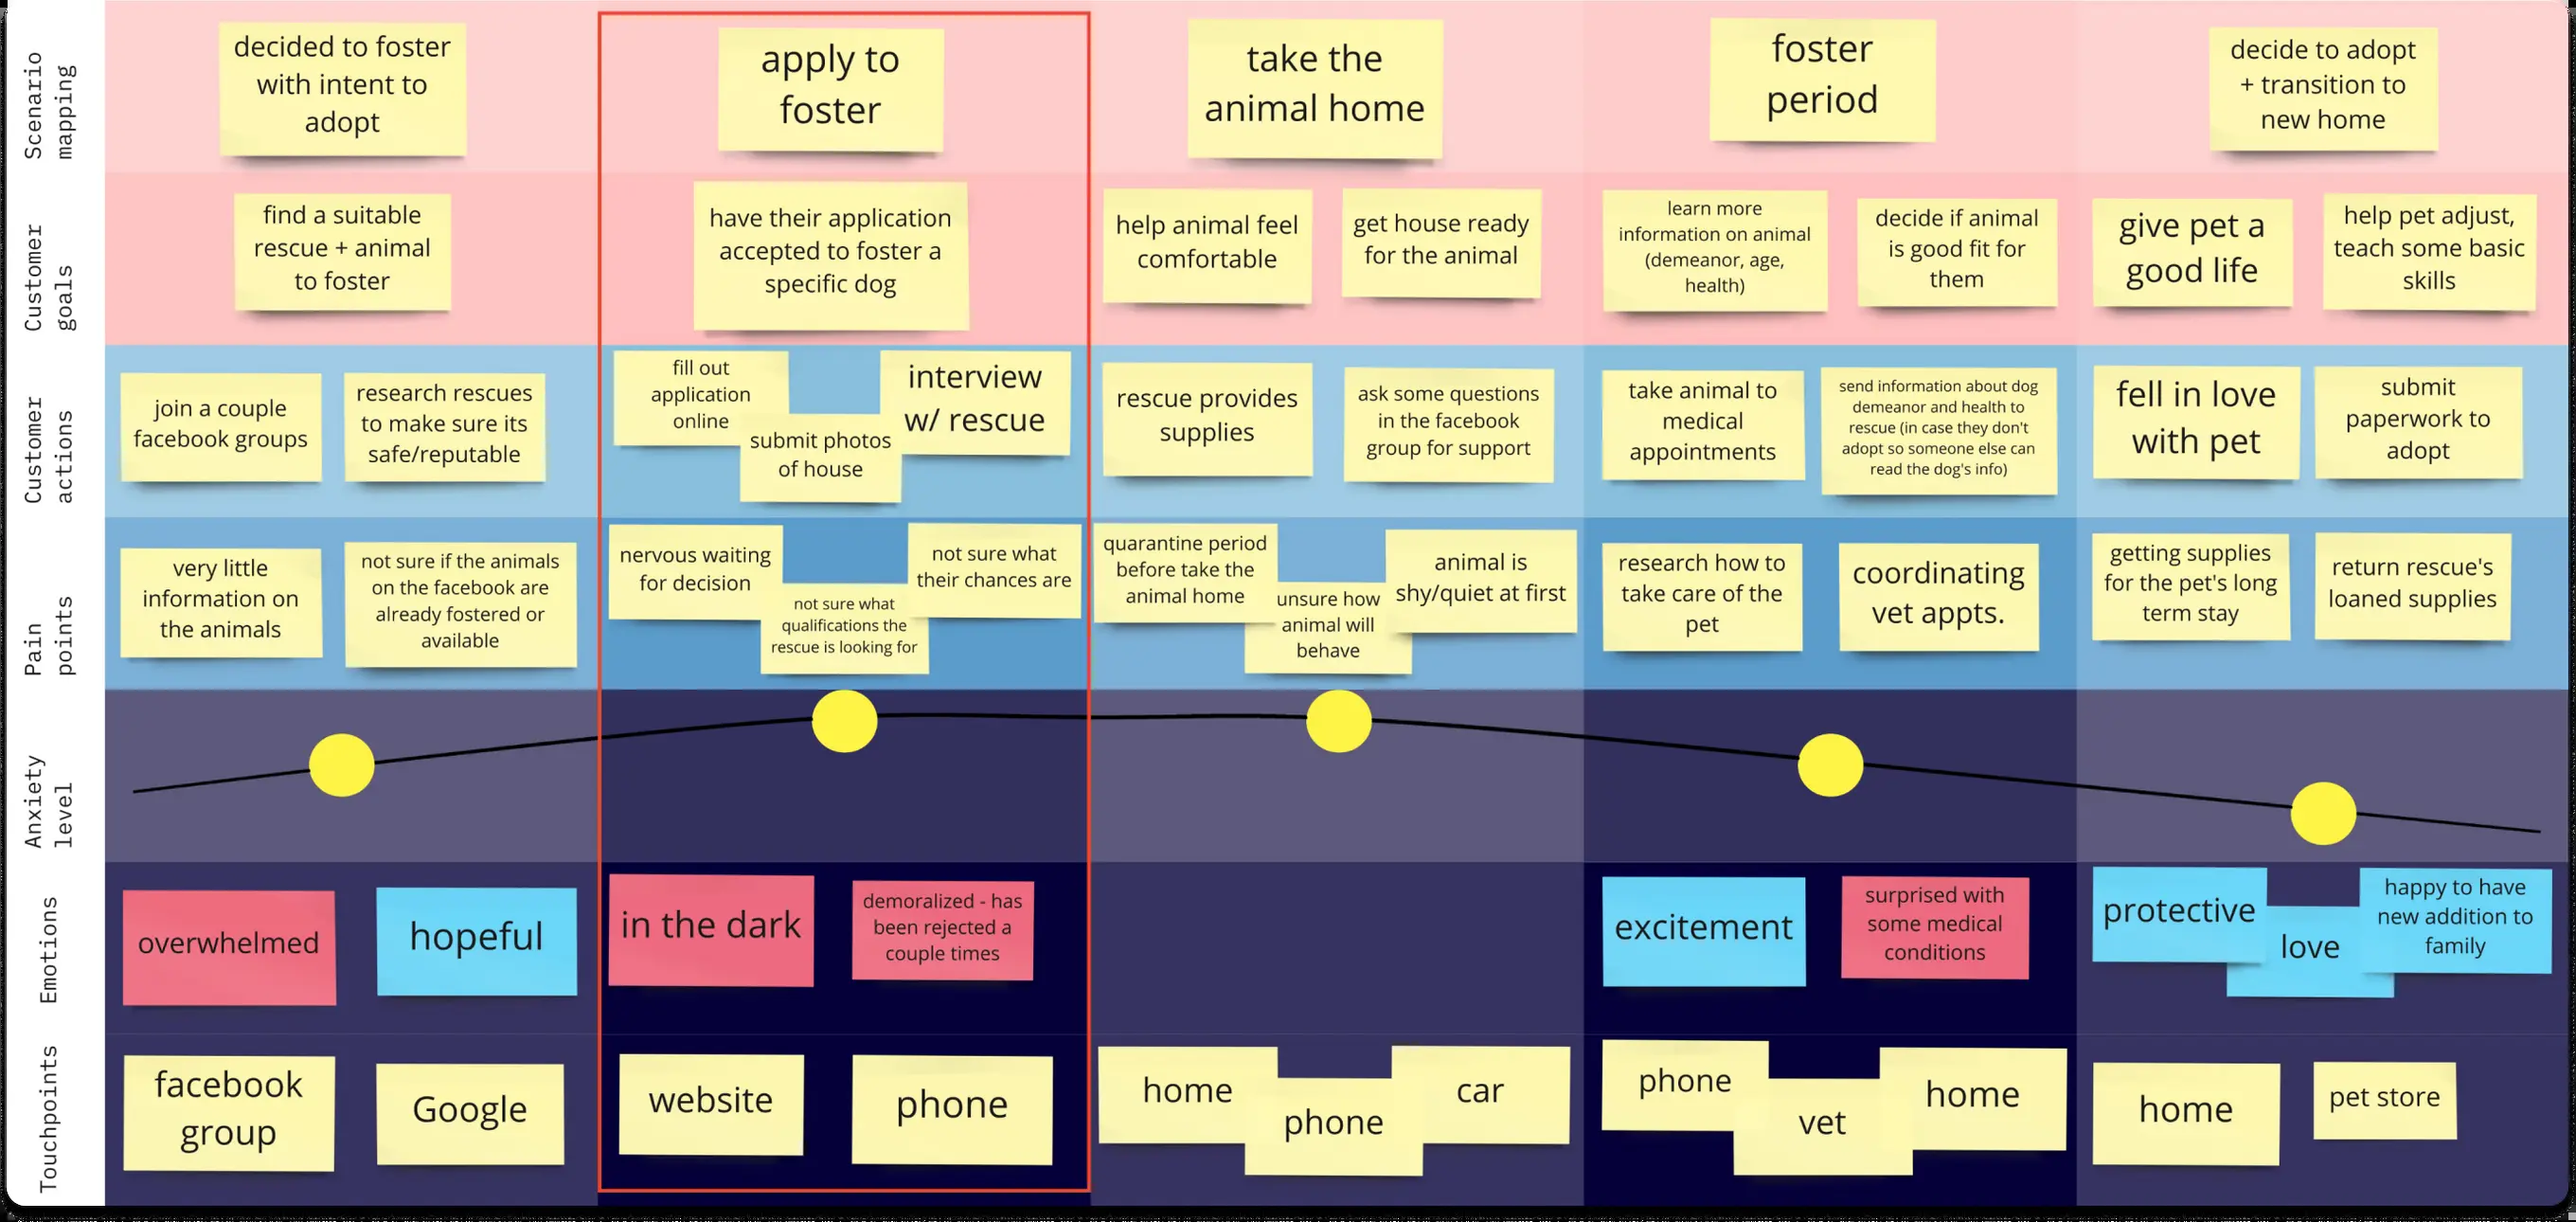 Scenario
mapping
decided to foster
with intent to
adopt
apply to
foster
take the
animal home
foster
period
decide to adopt
+ transition to
new home
Customer
goals
find a suitable
rescue + animal
to foster
have their application
accepted to foster a
specific dog
help animal feel
comfortable
get house ready
for the animal
learn more
information on animal
(demeanor, age,
health)
decide if animal
is good fit for
them
give pet a
good life
help pet adjust,
teach some basic
skills
Customer
actions
join a couple
facebook groups
research rescues
to make sure its
safe/reputable
fill out
application
online
submit photos
of house
interview
w/ rescue
rescue provides
supplies
ask some questions
in the facebook
group for support
take animal to
medical
appointments
send information about dog
demeanor and health to
rescue (in case they don't
adopt so someone else can
read the dog's info)
fell in love
with pet
submit
paperwork to
adopt
Pain
points
very little
information on
the animals
not sure if the animals
on the facebook are
already fostered or
available
nervous waiting
for decision
not sure what
qualifications the
rescue is looking for
not sure what
their chances are
quarantine period
before take the
animal home
unsure how
animal will
behave
animal is
shy/quiet at first
research how to
take care of the
pet
coordinating
vet appts.
getting supplies
for the pet's long
term stay
return rescue's
loaned supplies
Anxiety
level
Emotions
overwhelmed
hopeful
in the dark
demoralized - has
been rejected a
couple times
excitement
surprised with
some medical
conditions
protective
love
happy to have
new addition to
family
Touchpoints
facebook
group
Google
website
phone
home
phone
car
phone
vet
home
home
pet store